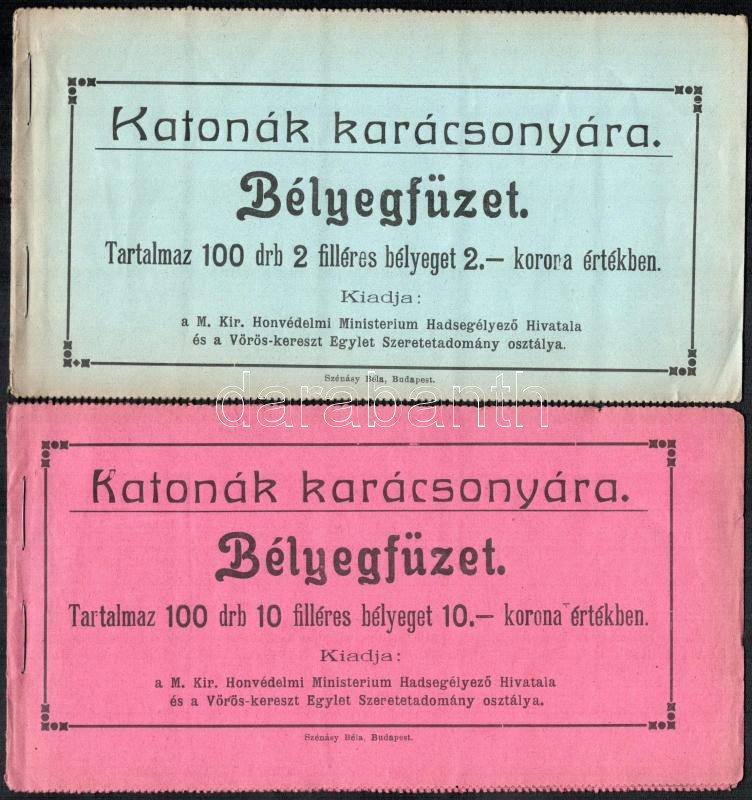 Katonák karácsonyára.
Bélyegfüzet.
Tartalmaz 100 drb 2 filléres bélyeget 2.— korona értékben.
Kiadja:
a M. Kir. Honvédelmi Ministerium Hadsegélyező Hivatala
és a Vörös-kereszt Egylet Szeretetadomány osztálya.
Szénásy Béla, Budapest.
darabanth
Katonák karácsonyára.
Bélyegfüzet.
Tartalmaz 100 drb 10 filléres bélyeget 10.— korona értékben.
Kiadja:
a M. Kir. Honvédelmi Ministerium Hadsegélyező Hivatala
és a Vörös-kereszt Egylet Szeretetadomány osztálya.
Szénásy Béla, Budapest.